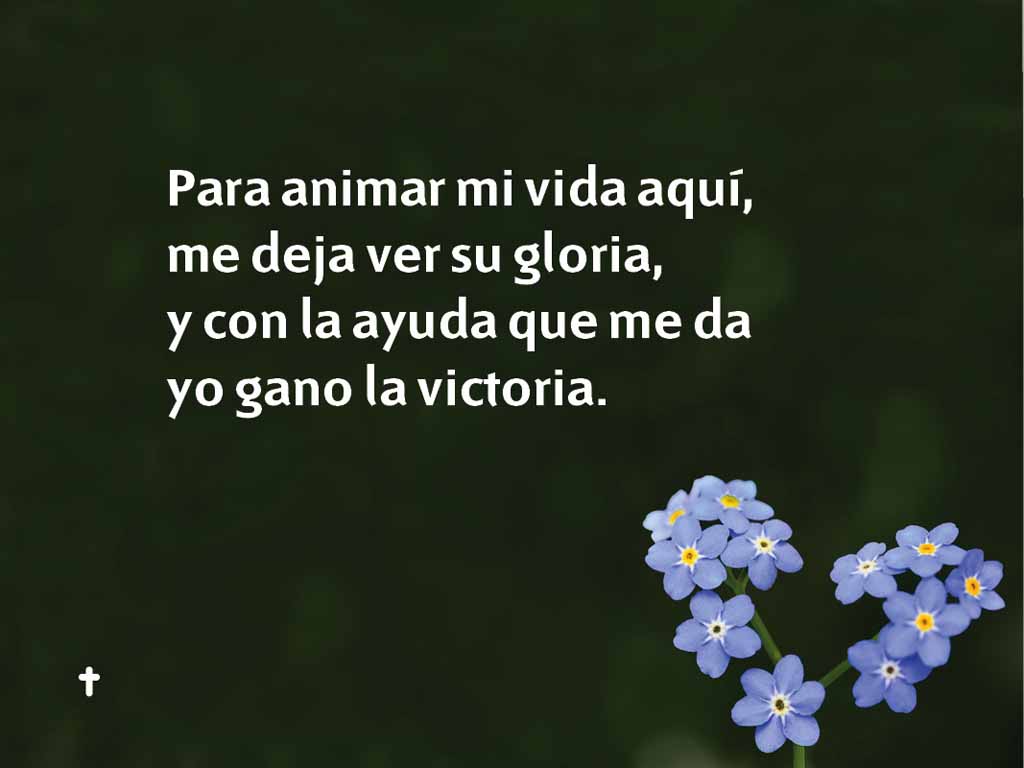 Para animar mi vida aquí,
me deja ver su gloria,
y con la ayuda que me da
yo gano la victoria.